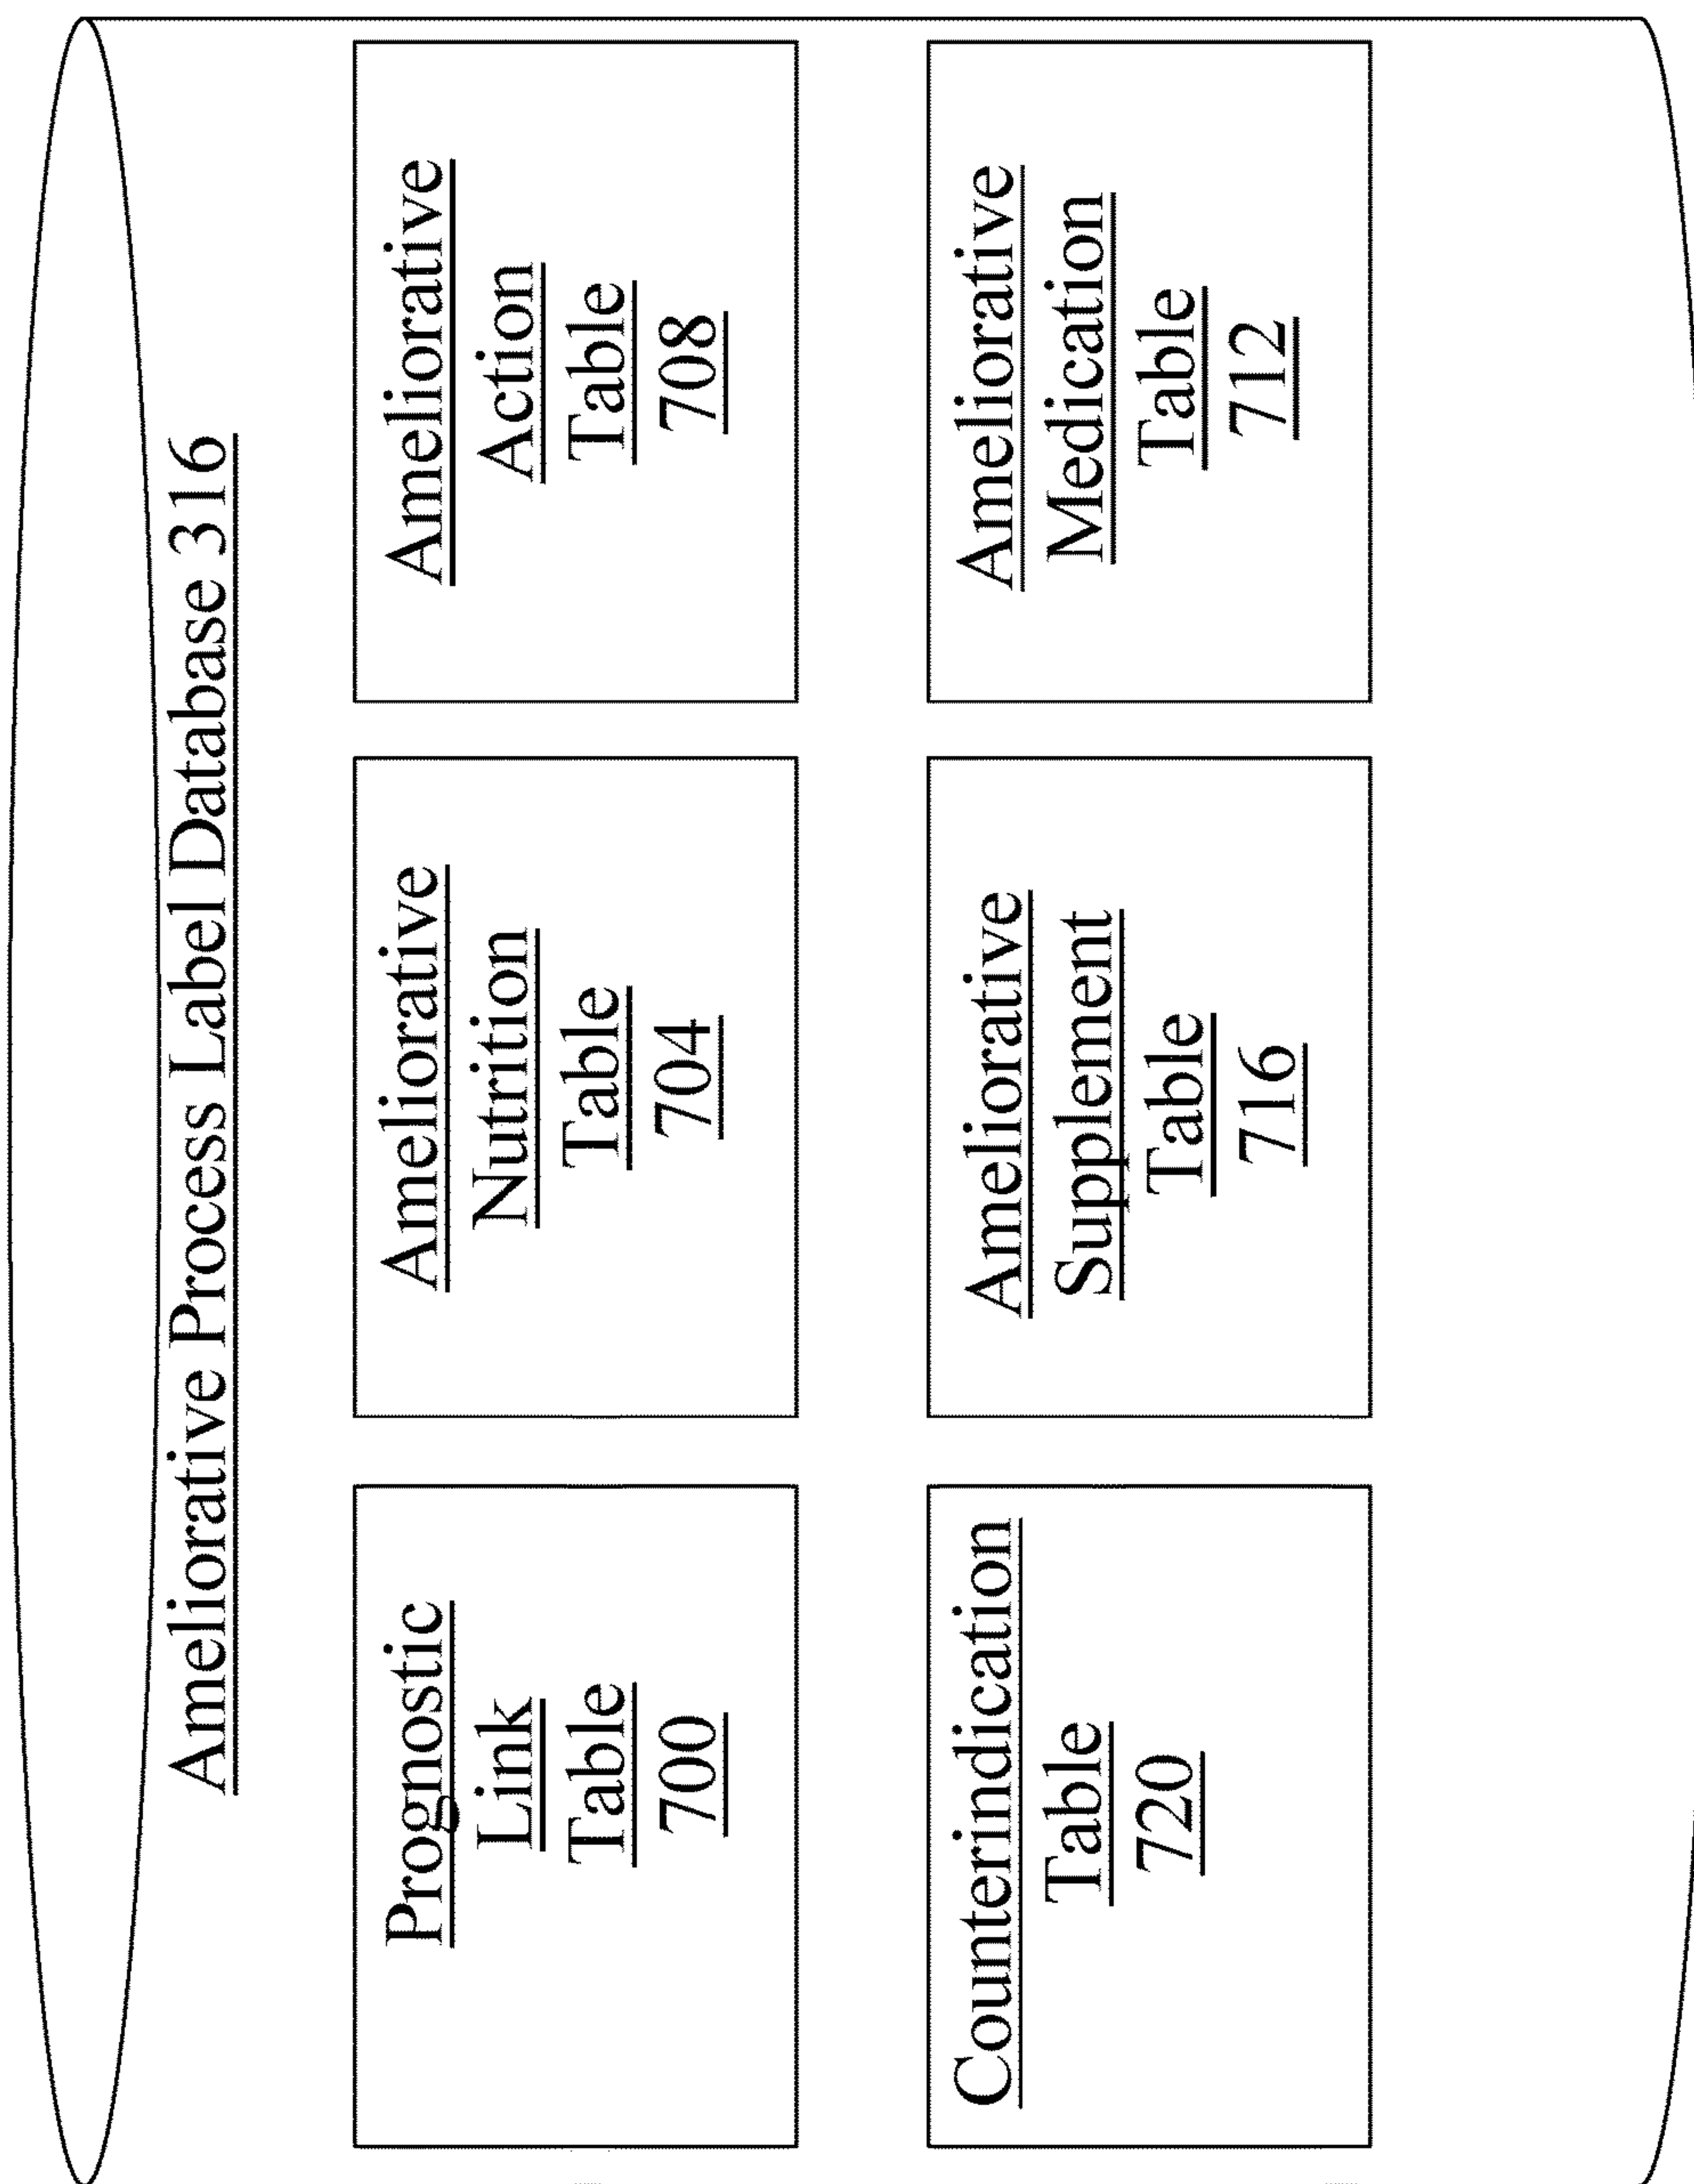 Ameliorative Process Label Database 316
Prognostic
Link
Table
700
Ameliorative
Nutrition
Table
704
Ameliorative
Action
Table
708
Counterindication
Table
720
Ameliorative
Supplement
Table
716
Ameliorative
Medication
Table
712